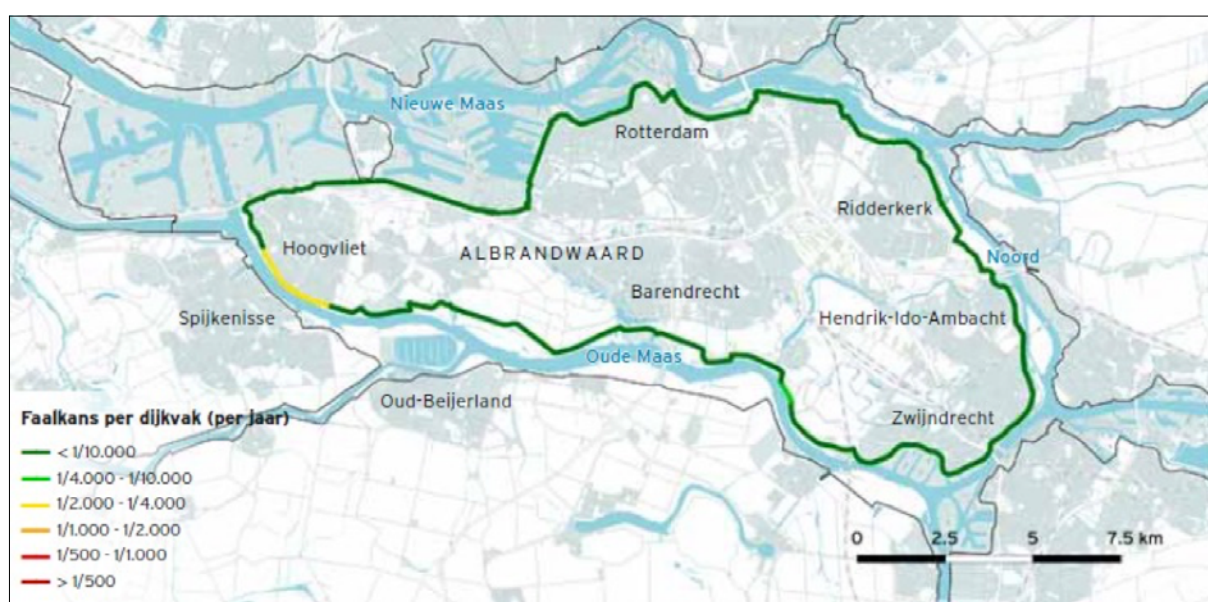 Nieuwe Maas
Rotterdam
Ridderkerk
Hoogvliet
ALBRANDWAARD
Noord
Barendrecht
Spijkenisse
Hendrik-Ido-Ambacht
Oude Maas
Oud-Beijerland
Zwijndrecht
Faalkans per dijkvak (per jaar)
< 1/10.000
1/4.000 - 1/10.000
1/2.000 - 1/4.000
1/1.000 - 1/2.000
1/500 - 1/1.000
> 1/500
0 2.5 5 7.5 km